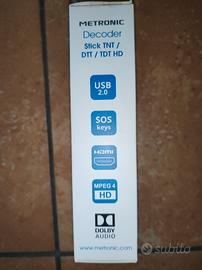 METRONIC
Decoder
Stick TNT /
DTT / TDT HD
USB
2.0
SOS
keys
HDMI
MPEG 4
HD
DOLBY
AUDIO
www.metronic.com
subito